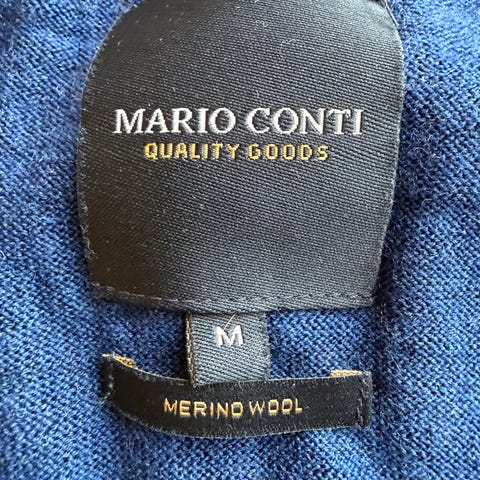 MARIO CONTI
QUALITY GOODS
M
MERINO WOOL